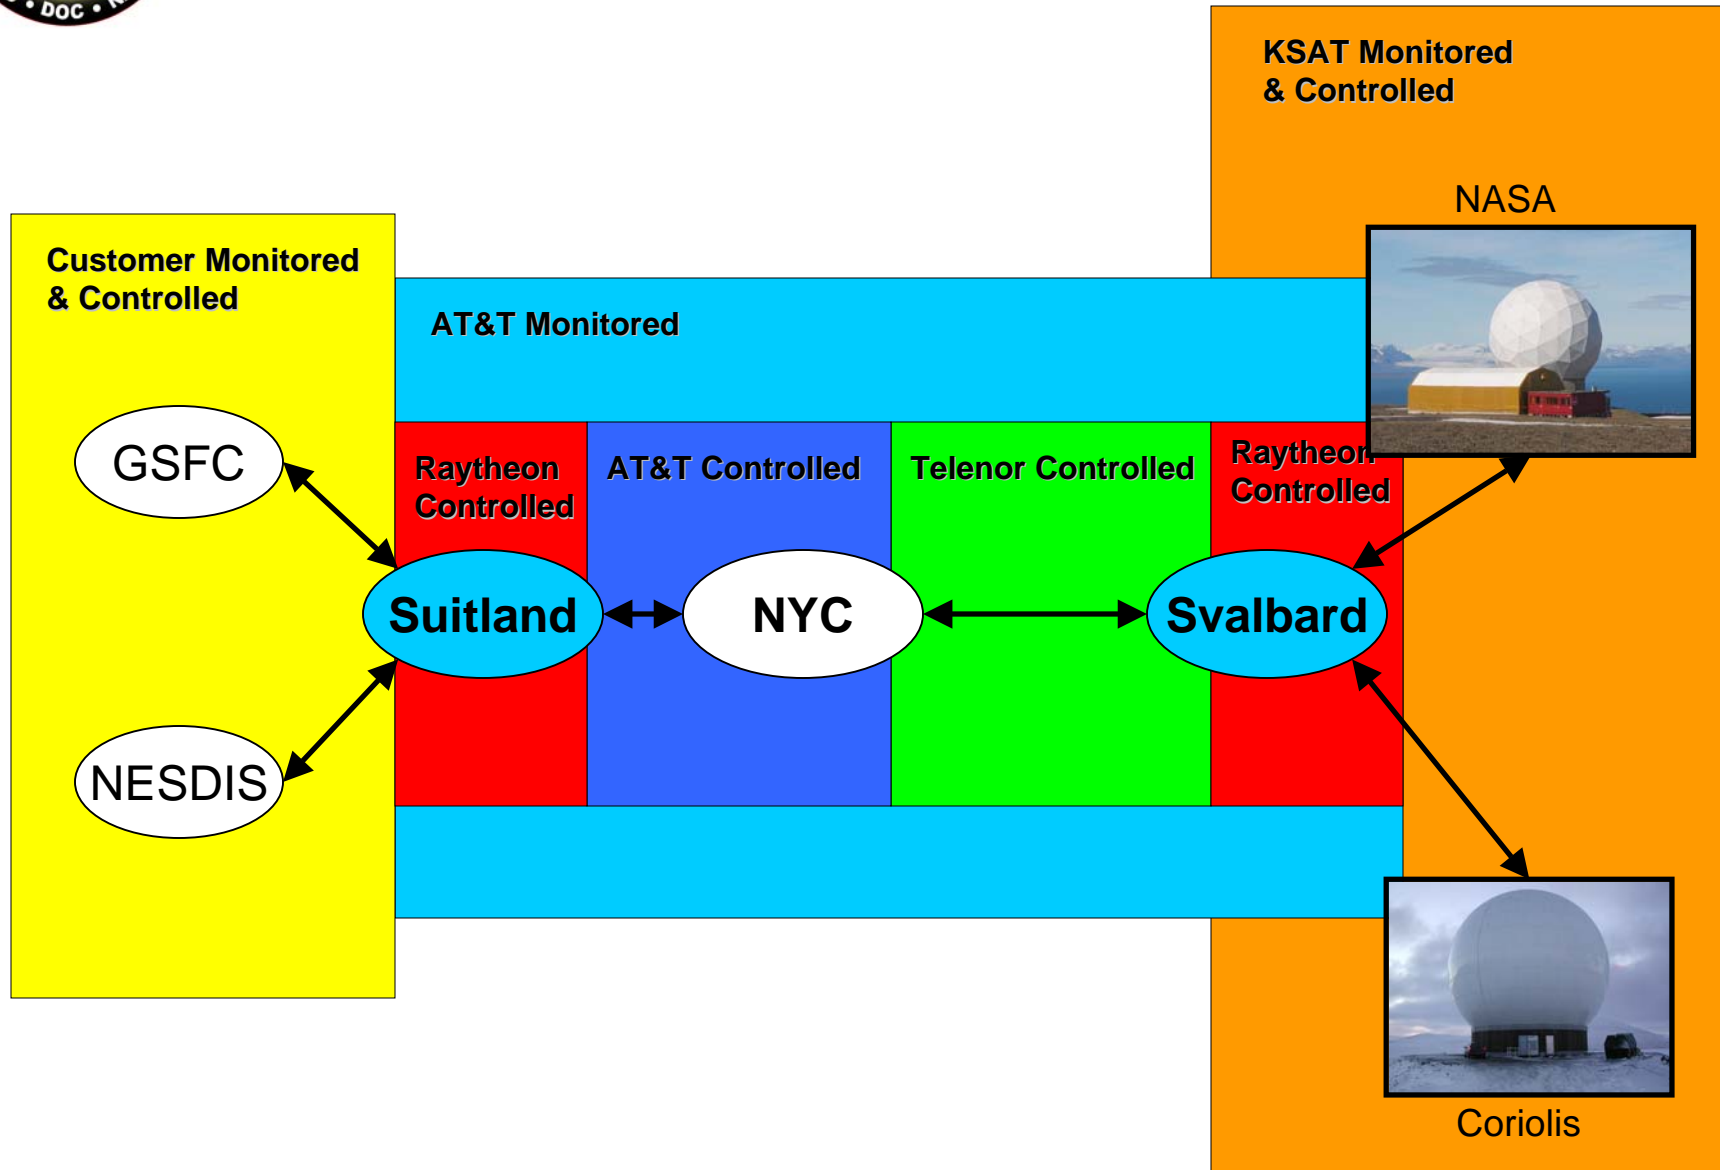 DOC
KSAT Monitored
& Controlled
NASA
Customer Monitored
& Controlled
AT&T Monitored
GSFC
Raytheon
Controlled
AT&T Controlled
Telenor Controlled
Raytheon
Controlled
Suitland
NYC
Svalbard
NESDIS
Coriolis